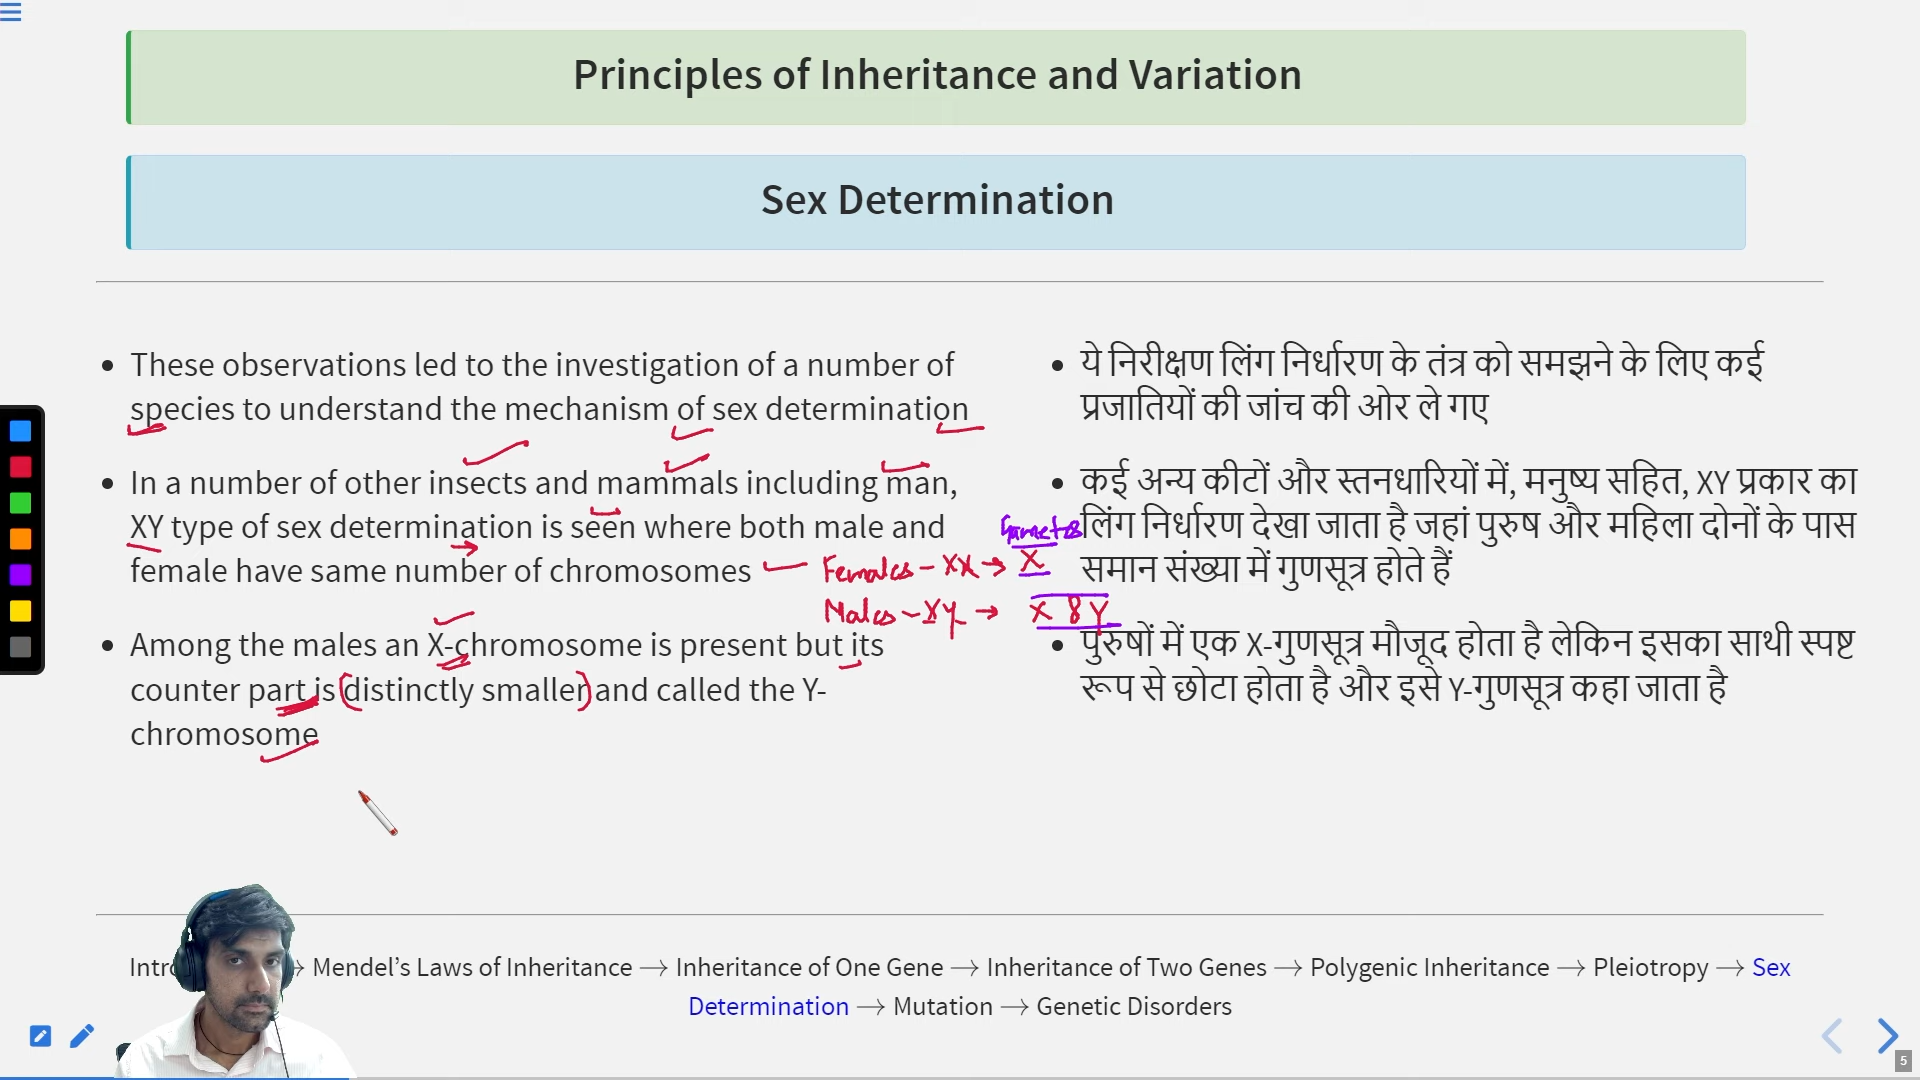 Principles of Inheritance and Variation
Sex Determination
These observations led to the investigation of a number of
species to understand the mechanism of sex determination
In a number of other insects and mammals including man,
XY type of sex determination is seen where both male and
female have same number of chromosomes
Among the males an X-chromosome is present but its
counter part is distinctly smaller and called the Y-
chromosome
Gametes
Females - XX → X
Males - XY → X & Y
ये निरीक्षण लिंग निर्धारण के तंत्र को समझने के लिए कई
प्रजातियों की जांच की ओर ले गए
कई अन्य कीटों और स्तनधारियों में, मनुष्य सहित, XY प्रकार का
लिंग निर्धारण देखा जाता है जहां पुरुष और महिला दोनों के पास
समान संख्या में गुणसूत्र होते हैं
पुरुषों में एक X-गुणसूत्र मौजूद होता है लेकिन इसका साथी स्पष्ट
रूप से छोटा होता है और इसे Y-गुणसूत्र कहा जाता है
→ Mendel’s Laws of Inheritance → Inheritance of One Gene → Inheritance of Two Genes → Polygenic Inheritance → Pleiotropy → Sex
Determination → Mutation → Genetic Disorders
5